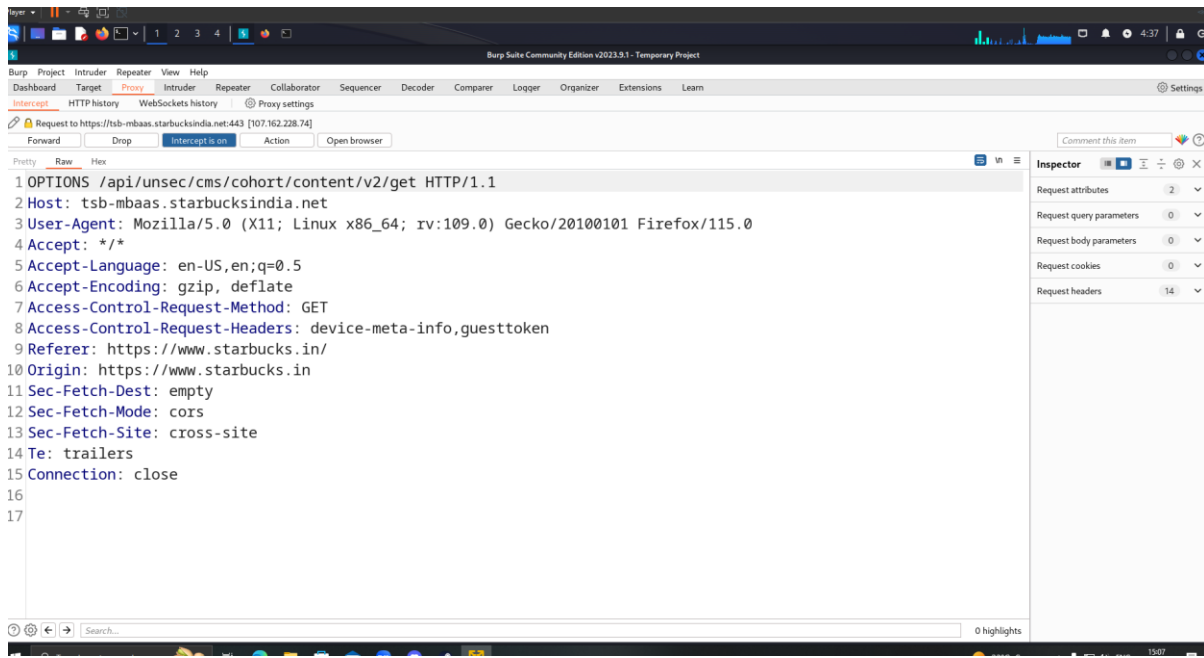 layer
1 2 3 4
4:37
Burp Suite Community Edition v2023.9.1 - Temporary Project
Burp Project Intruder Repeater View Help
Dashboard Target Proxy Intruder Repeater Collaborator Sequencer Decoder Comparer Logger Organizer Extensions Learn
Settings
Intercept HTTP history WebSockets history Proxy settings
Request to https://tsb-mbaas.starbucksindia.net:443 [107.162.228.74]
Forward Drop Intercept is on Action Open browser
Comment this item
Pretty Raw Hex
\n
Inspector
1 OPTIONS /api/unsec/cms/cohort/content/v2/get HTTP/1.1
2 Host: tsb-mbaas.starbucksindia.net
3 User-Agent: Mozilla/5.0 (X11; Linux x86_64; rv:109.0) Gecko/20100101 Firefox/115.0
4 Accept: */*
5 Accept-Language: en-US,en;q=0.5
6 Accept-Encoding: gzip, deflate
7 Access-Control-Request-Method: GET
8 Access-Control-Request-Headers: device-meta-info,guesttoken
9 Referer: https://www.starbucks.in/
10 Origin: https://www.starbucks.in
11 Sec-Fetch-Dest: empty
12 Sec-Fetch-Mode: cors
13 Sec-Fetch-Site: cross-site
14 Te: trailers
15 Connection: close
16
17
Request attributes 2
Request query parameters 0
Request body parameters 0
Request cookies 0
Request headers 14
Search...
0 highlights
15:07